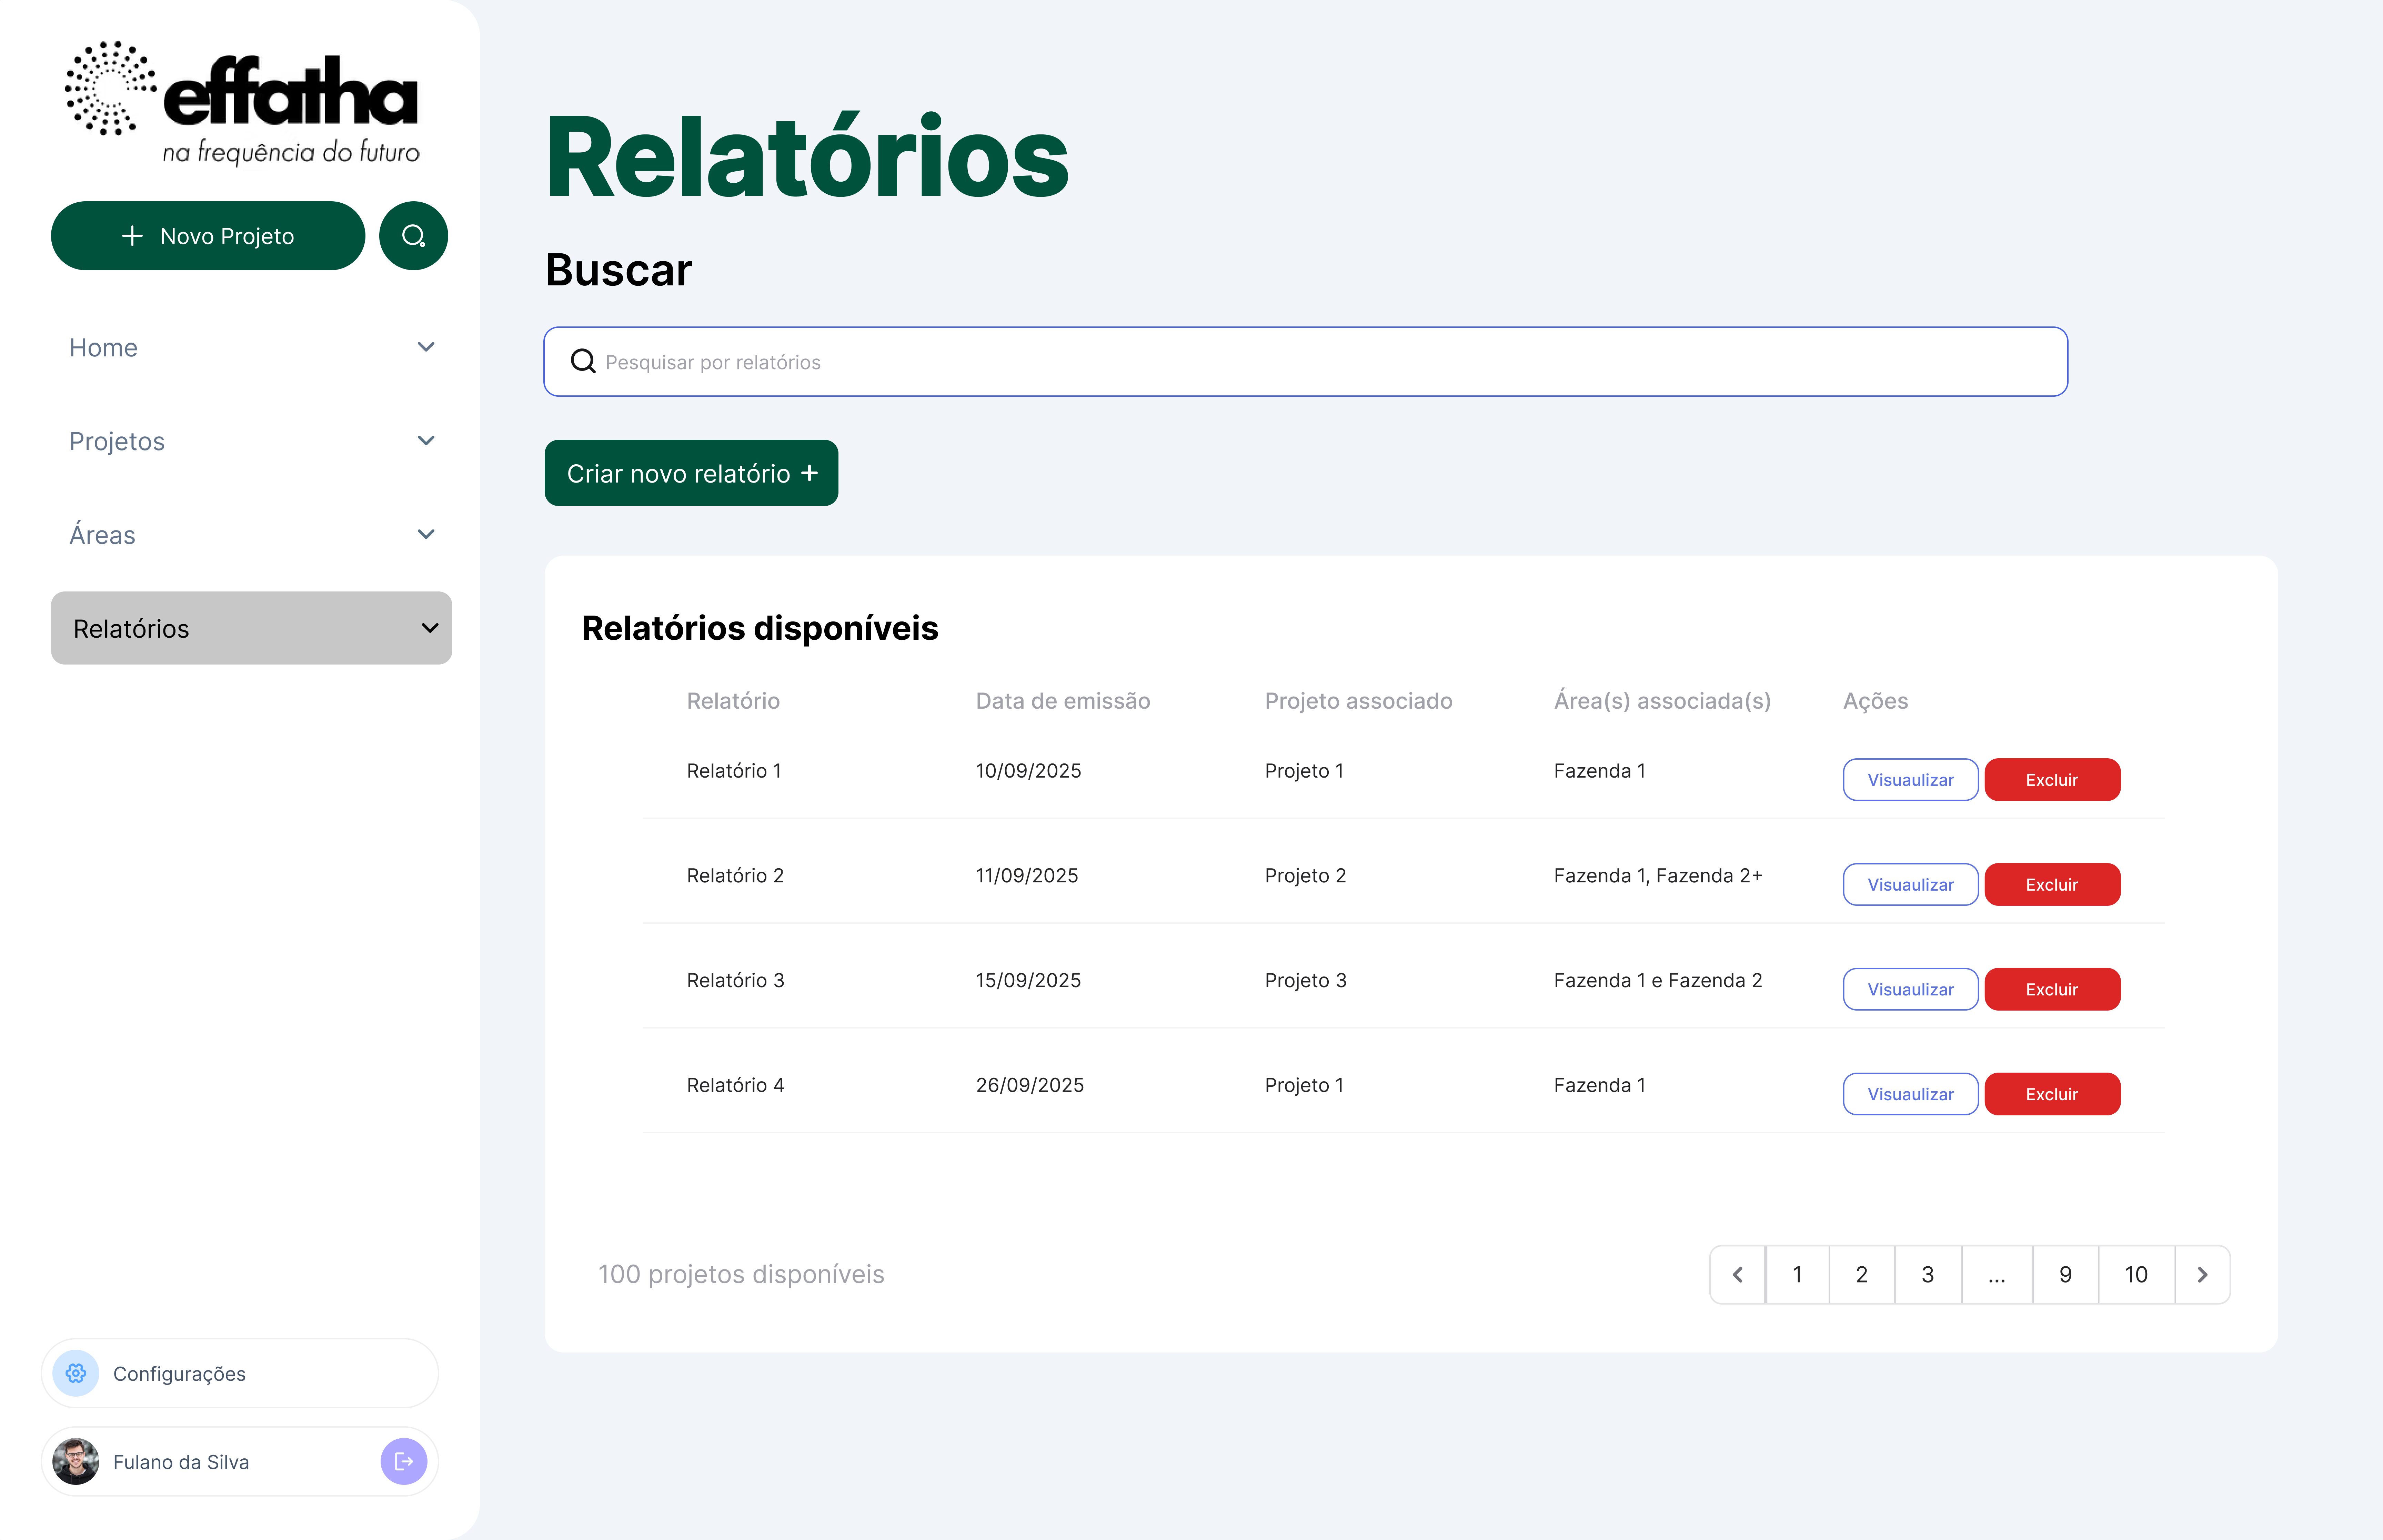 effatha
na frequência do futuro
Novo Projeto
Home
Projetos
Áreas
Relatórios
Configurações
Fulano da Silva
Relatórios
Buscar
Pesquisar por relatórios
Criar novo relatório +
Relatórios disponíveis
Relatório Data de emissão Projeto associado Área(s) associada(s) Ações
Relatório 1 10/09/2025 Projeto 1 Fazenda 1 Visuaulizar Excluir
Relatório 2 11/09/2025 Projeto 2 Fazenda 1, Fazenda 2+ Visuaulizar Excluir
Relatório 3 15/09/2025 Projeto 3 Fazenda 1 e Fazenda 2 Visuaulizar Excluir
Relatório 4 26/09/2025 Projeto 1 Fazenda 1 Visuaulizar Excluir
100 projetos disponíveis 1 2 3 ... 9 10